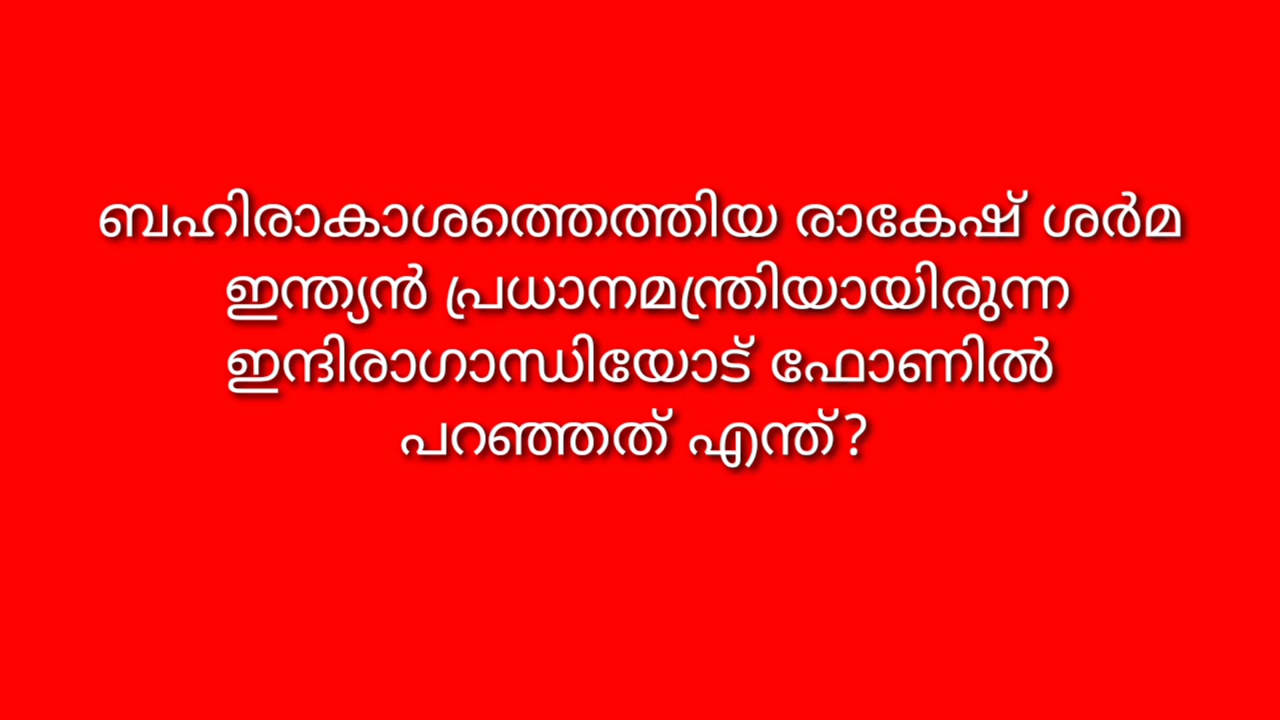 ബഹിരാകാശത്തെത്തിയ രാകേഷ് ശർമ
ഇന്ത്യൻ പ്രധാനമന്ത്രിയായിരുന്ന
ഇന്ദിരാഗാന്ധിയോട് ഫോണിൽ
പറഞ്ഞത് എന്ത്?